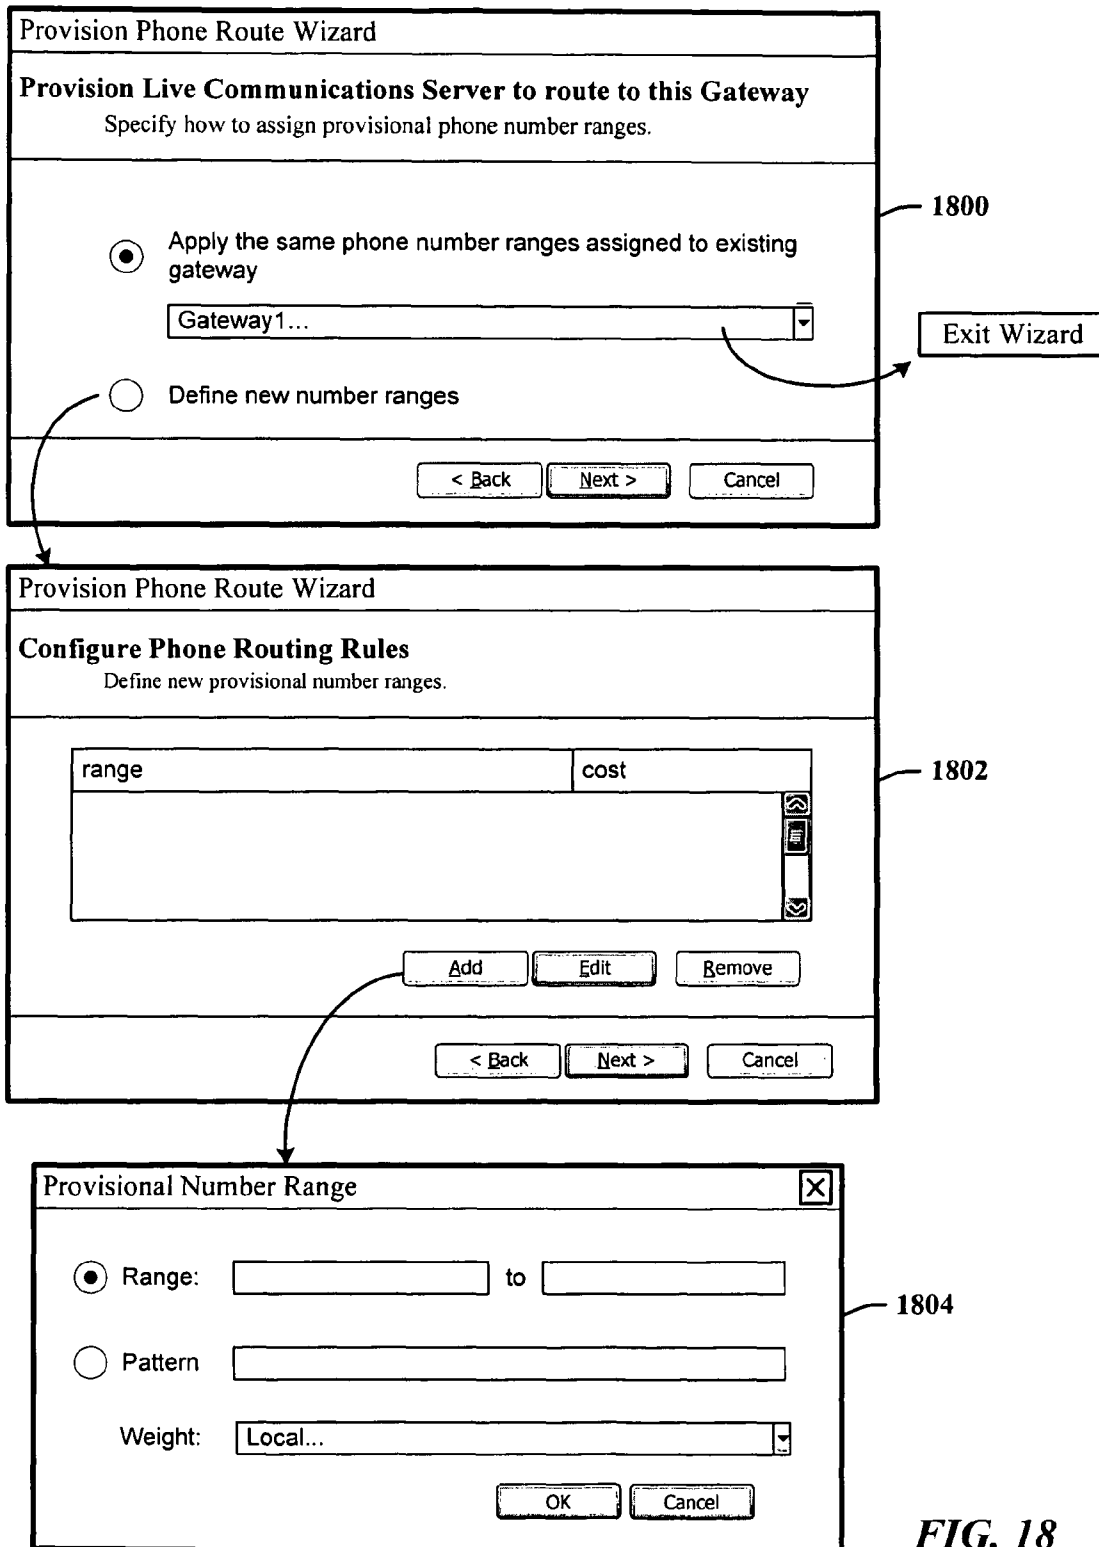 Provision Phone Route Wizard
Provision Live Communications Server to route to this Gateway
Specify how to assign provisional phone number ranges.
1800
Apply the same phone number ranges assigned to existing
gateway
Gateway1...
Exit Wizard
Define new number ranges
< Back
Next >
Cancel
Provision Phone Route Wizard
Configure Phone Routing Rules
Define new provisional number ranges.
range
cost
1802
Add
Edit
Remove
< Back
Next >
Cancel
Provisional Number Range
Range:
to
1804
Pattern
Weight:
Local...
OK
Cancel
FIG. 18